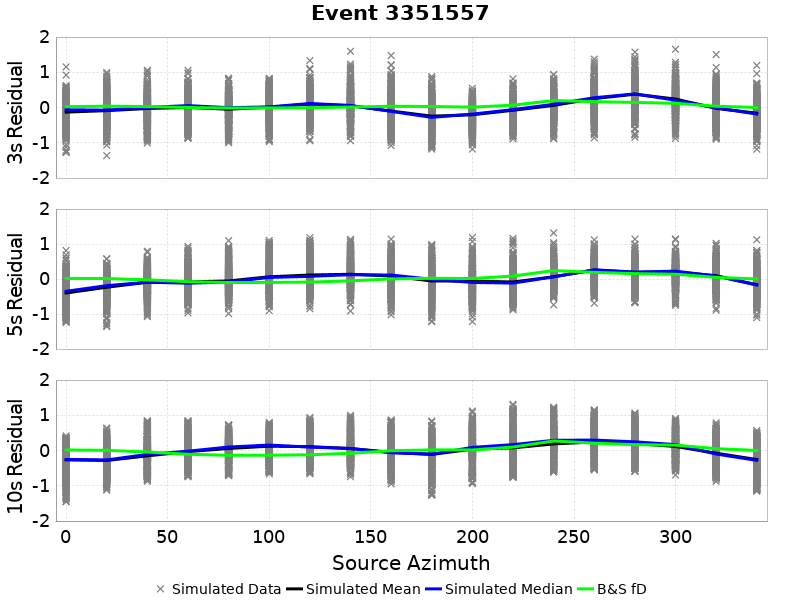 Event 3351557
3s Residual
2
1
0
-1
-2
5s Residual
2
1
0
-1
-2
10s Residual
2
1
0
-1
-2
0 50 100 150 200 250 300
Source Azimuth
Simulated Data Simulated Mean Simulated Median B&S fD